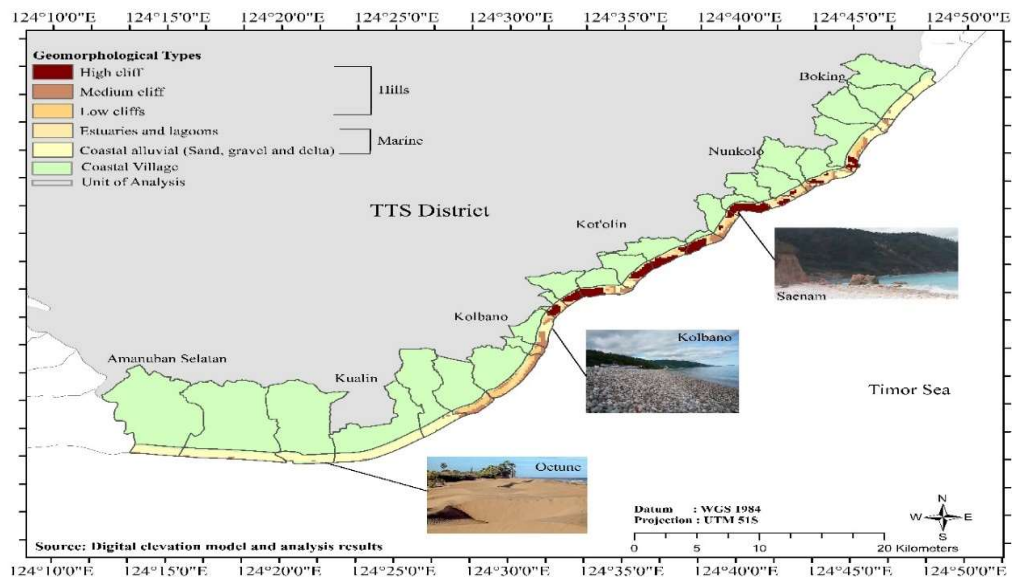 124°10'0"E 124°15'0"E 124°20'0"E 124°25'0"E 124°30'0"E 124°35'0"E 124°40'0"E 124°45'0"E 124°50'0"E
Geomorphological Types
High cliff
Medium cliff
Low cliffs
Hills
Estuaries and lagoons
Coastal alluvial (Sand, gravel and delta)
Marine
Coastal Village
Unit of Analysis
Boking
Nunkolo
TTS District
Kot'olin
Saenam
Kolbano
Kolbano
Amanuban Selatan
Kualin
Timor Sea
Oetune
Datum : WGS 1984
Projection : UTM 51S
N
W E
S
0 5 10 20 Kilometers
Source: Digital elevation model and analysis results
124°10'0"E 124°15'0"E 124°20'0"E 124°25'0"E 124°30'0"E 124°35'0"E 124°40'0"E 124°45'0"E 124°50'0"E